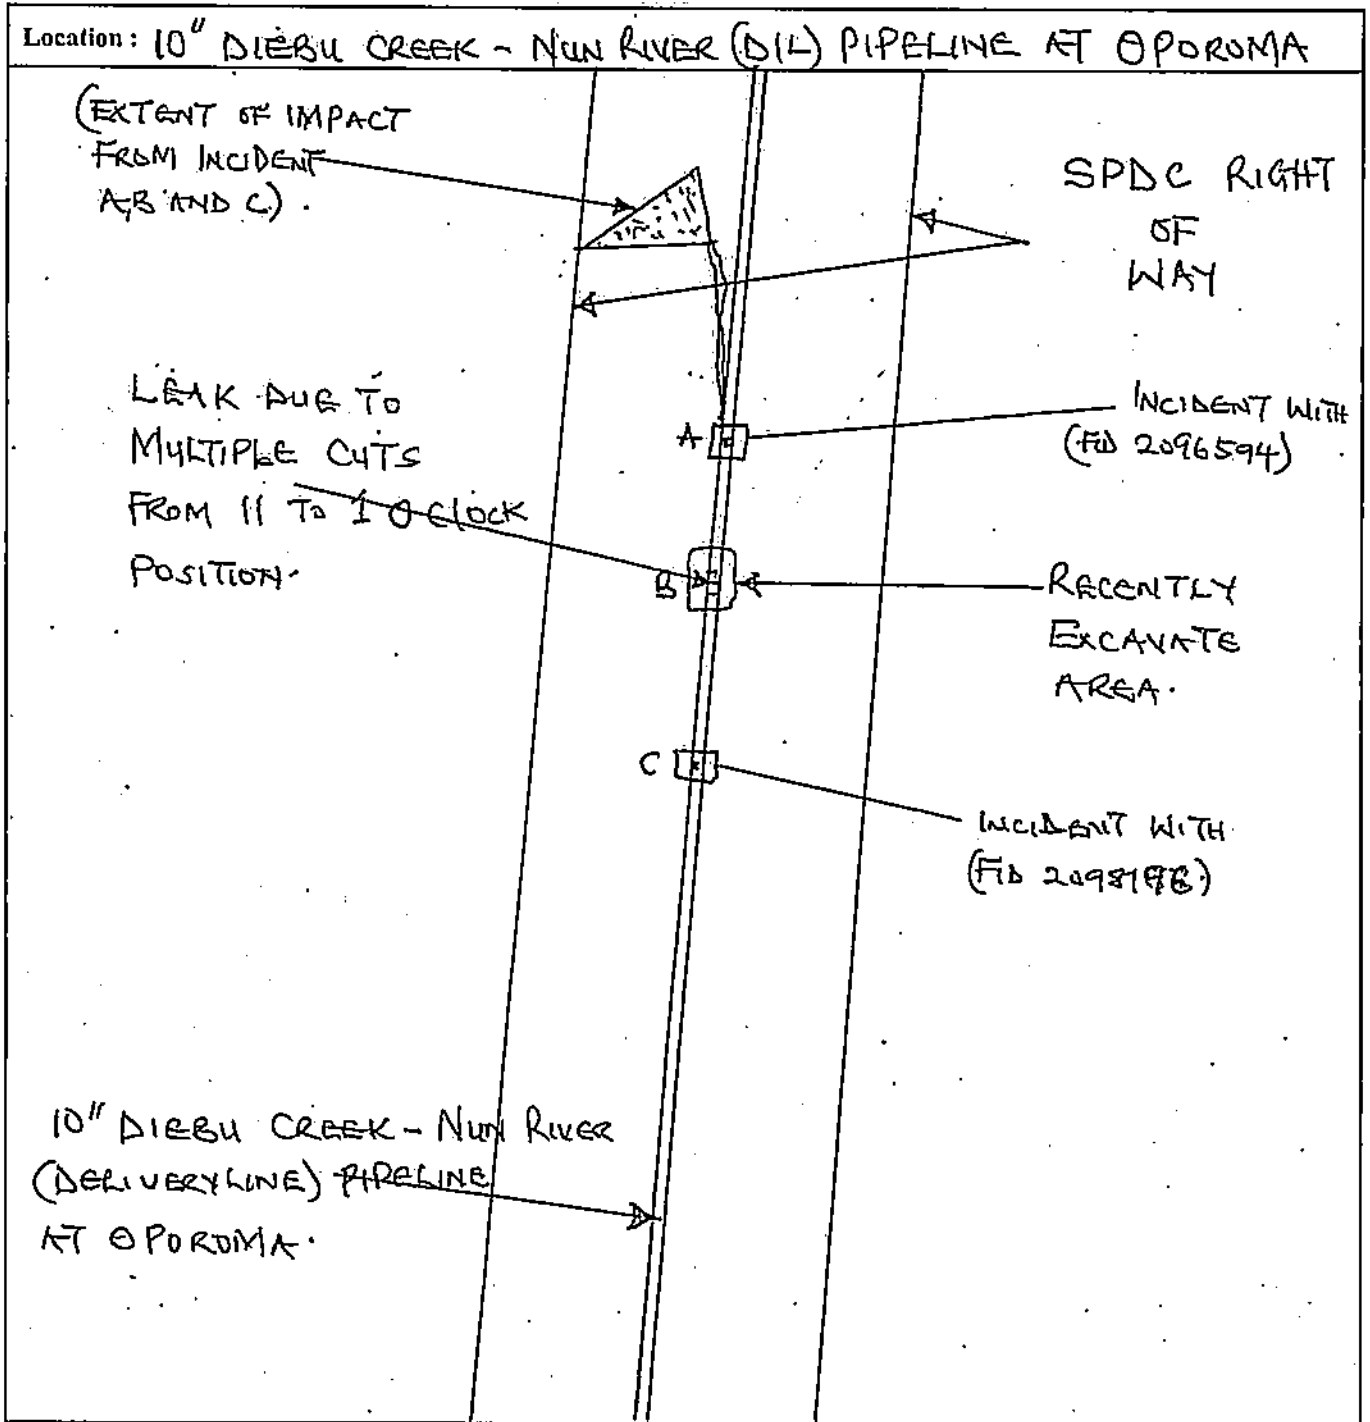 Location: 10" DIEBU CREEK - NUN RIVER (D/L) PIPELINE AT OPOROMA
(EXTENT OF IMPACT
FROM INCIDENT
A,B AND C).
SPDC RIGHT
OF
WAY
LEAK DUE TO
MULTIPLE CUTS
FROM 11 TO 1 O Clock
POSITION.
A
INCIDENT WITH
(FID 2096594)
B
RECENTLY
EXCAVATE
AREA.
C
INCIDENT WITH
(FID
10" DIEBU CREEK - NUN RIVER
(DELIVERYLINE) PIPELINE
AT OPOROMA.